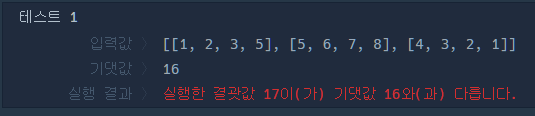 테스트 1
입력값 〉 [[1, 2, 3, 5], [5, 6, 7, 8], [4, 3, 2, 1]]
기댓값 〉 16
실행 결과 〉 실행한 결괏값 17이(가) 기댓값 16와(과) 다릅니다.